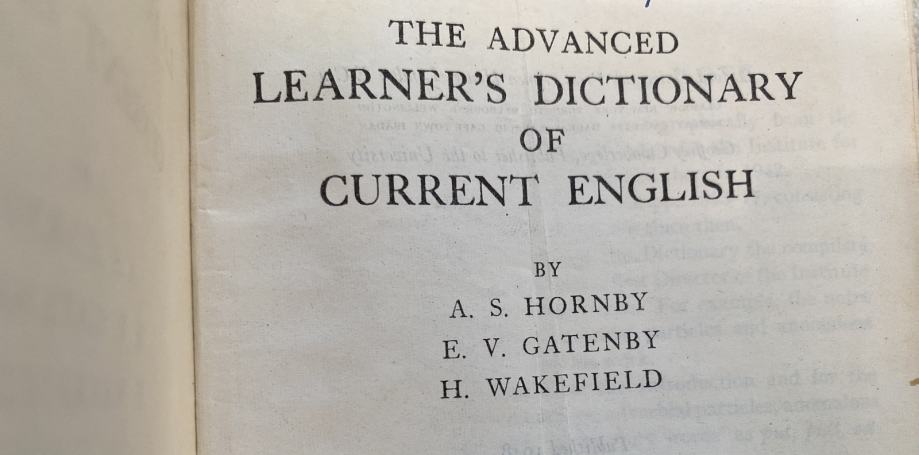 THE ADVANCED
LEARNER'S DICTIONARY
OF
CURRENT ENGLISH
BY
A. S. HORNBY
E. V. GATENBY
H. WAKEFIELD